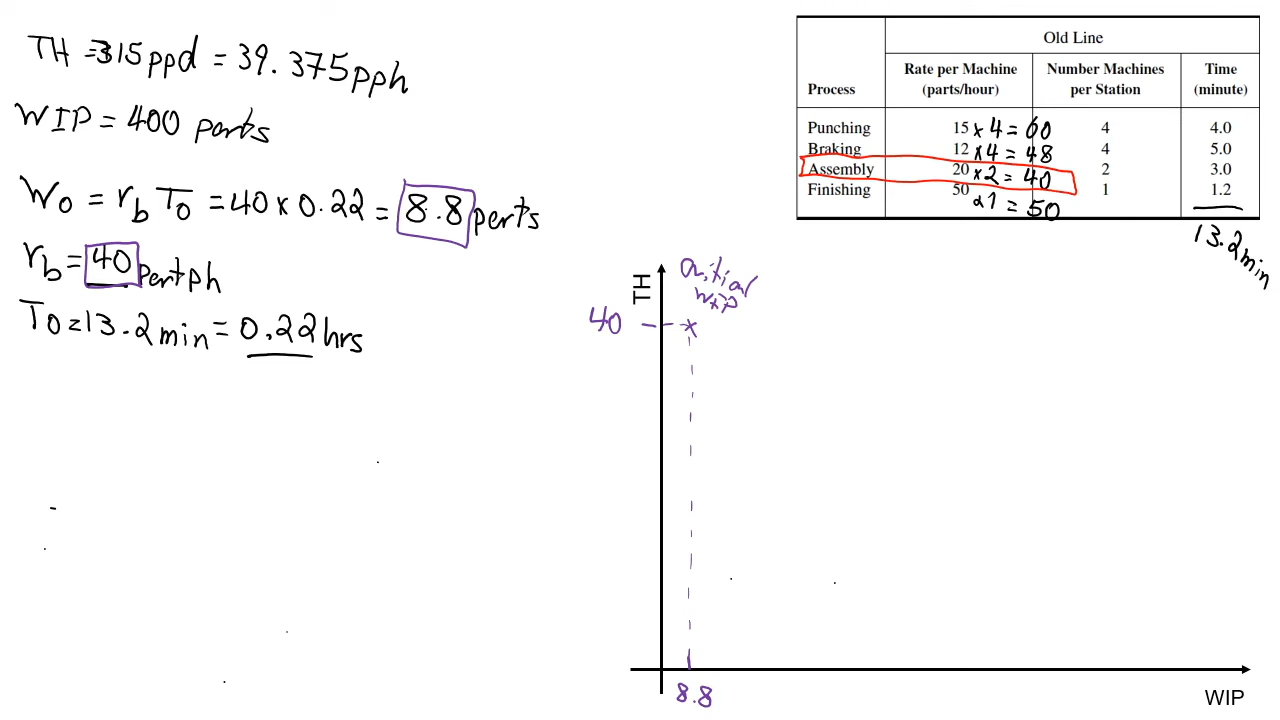 TH = 315 ppd = 39.375 pph
WIP = 400 parts
W0 = rb T0 = 40 x 0.22 = 8.8 parts
rb = 40 part ph
T0 = 13.2 min = 0.22 hrs
Old Line
Process Rate per Machine (parts/hour) Number Machines per Station Time (minute)
Punching 15 x 4 = 60 4 4.0
Braking 12 x 4 = 48 4 5.0
Assembly 20 x 2 = 40 2 3.0
Finishing 50 x 1 = 50 1 1.2
13.2 min
TH
critical
WIP
40
8.8
WIP